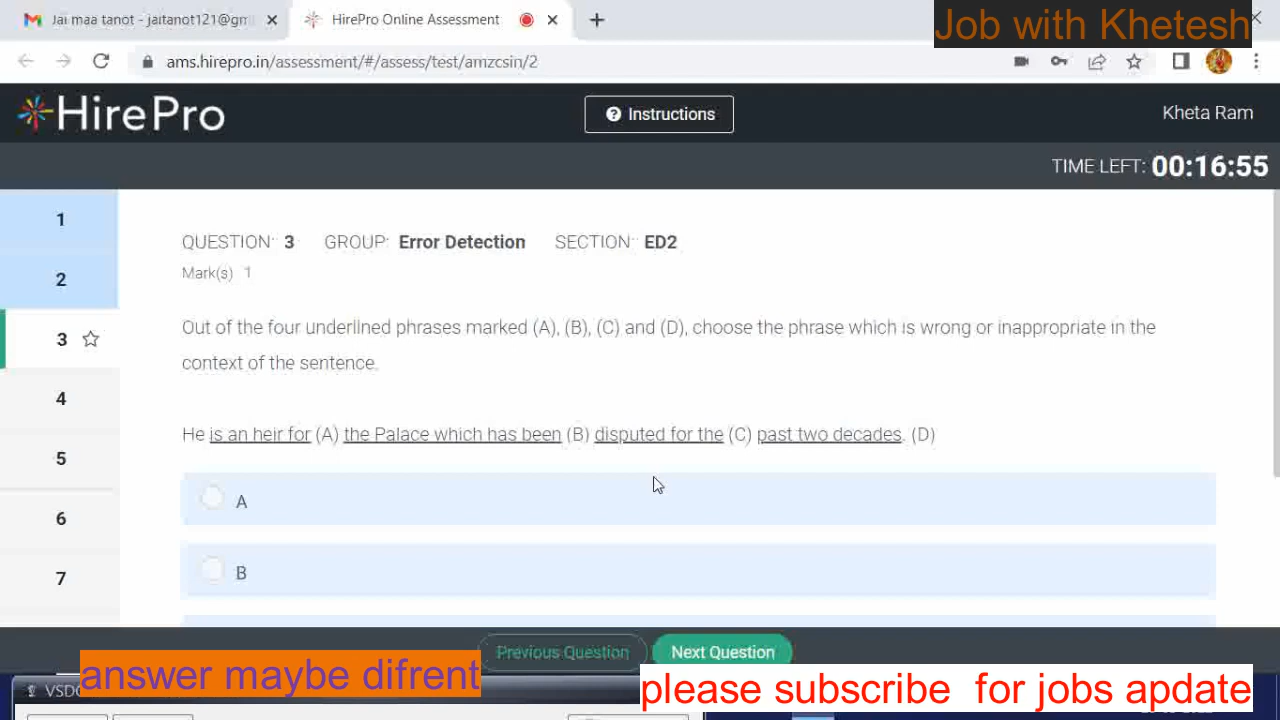 Jai maa tanot - jaitanot121@gm
HirePro Online Assessment
Job with Khetesh
ams.hirepro.in/assessment/#/assess/test/amzcsin/2
HirePro
Instructions
Kheta Ram
TIME LEFT: 00:16:55
1
2
3
4
5
6
7
QUESTION: 3 GROUP: Error Detection SECTION: ED2
Mark(s) 1
Out of the four underlined phrases marked (A), (B), (C) and (D), choose the phrase which is wrong or inappropriate in the
context of the sentence.
He is an heir for (A) the Palace which has been (B) disputed for the (C) past two decades. (D)
A
B
Previous Question
Next Question
answer maybe difrent
please subscribe for jobs apdate